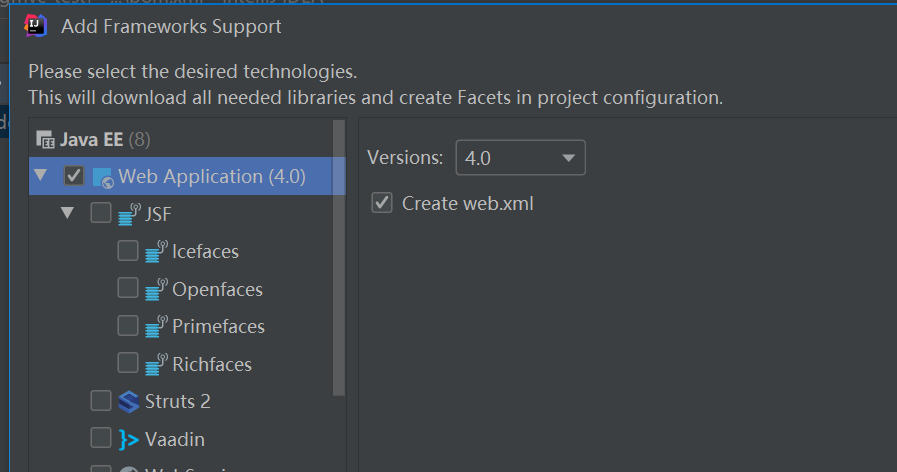 Add Frameworks Support
Please select the desired technologies.
This will download all needed libraries and create Facets in project configuration.
Java EE (8)
Web Application (4.0)
JSF
Icefaces
Openfaces
Primefaces
Richfaces
Struts 2
Vaadin
Versions: 4.0
Create web.xml